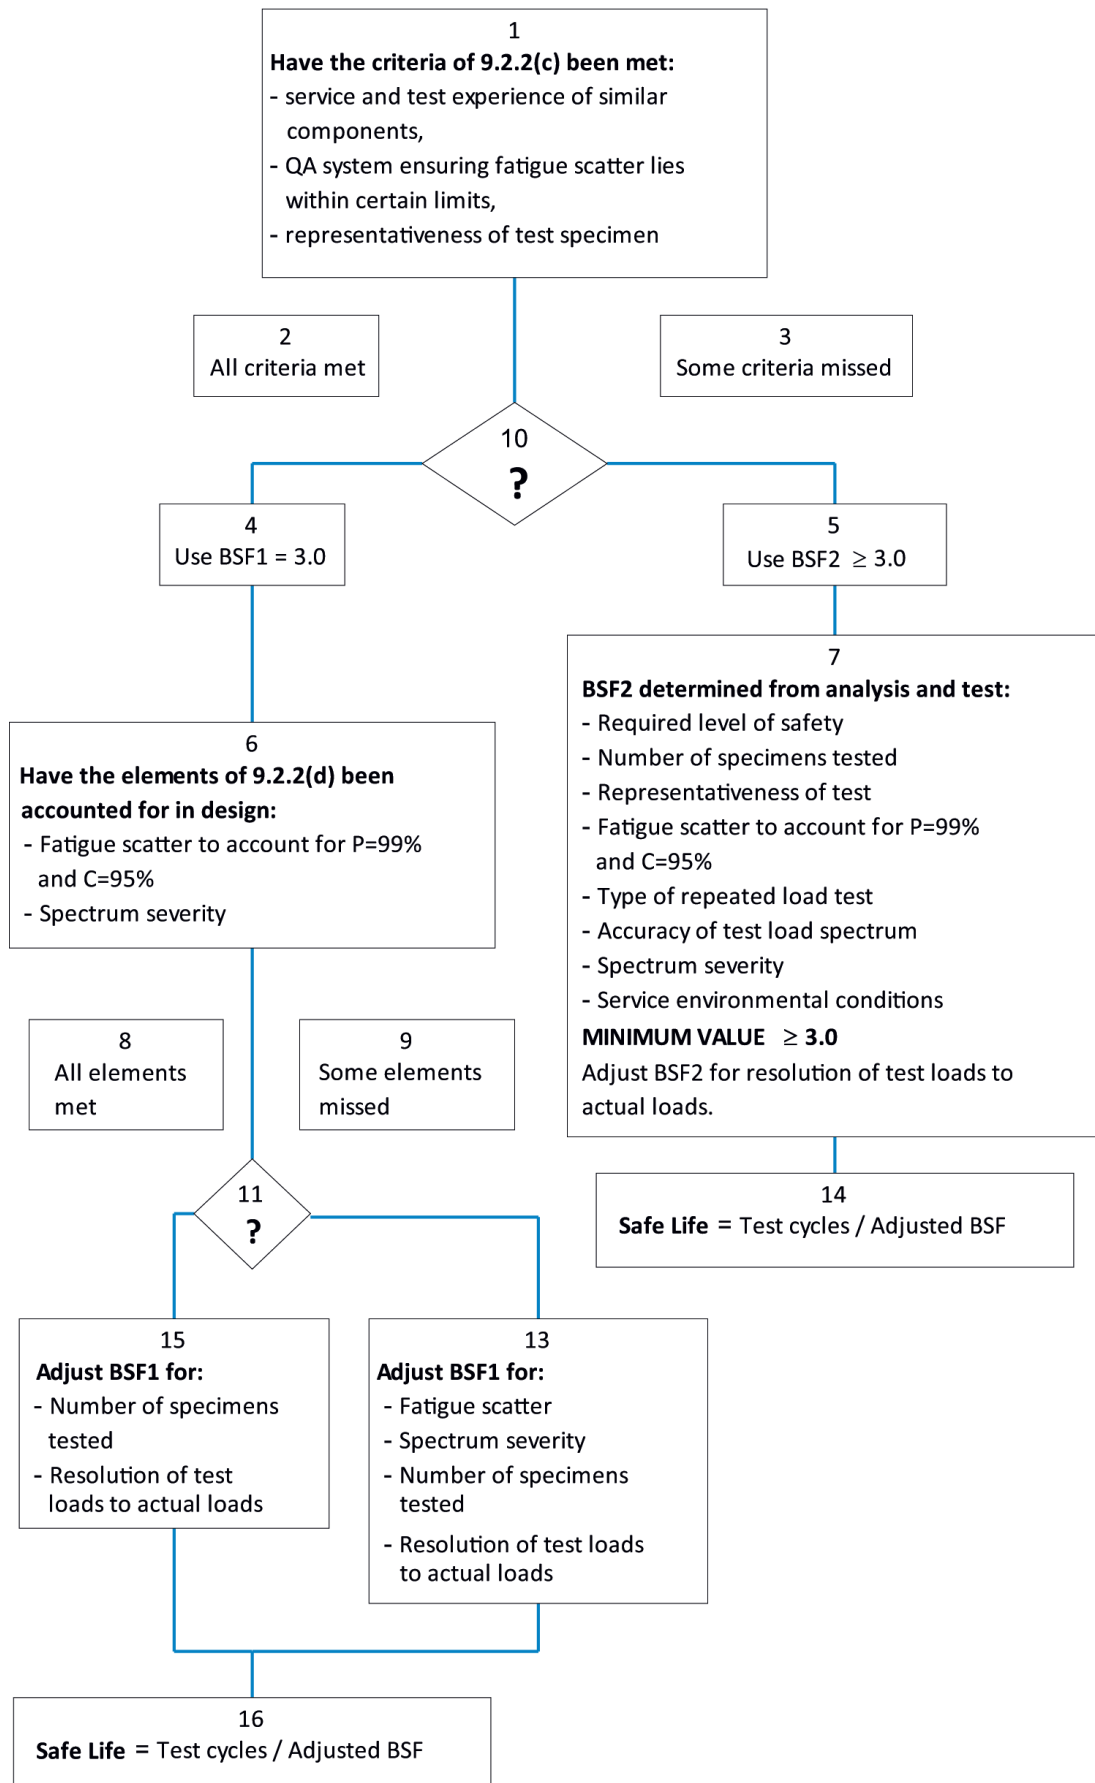 1
Have the criteria of 9.2.2(c) been met:
- service and test experience of similar
components,
- QA system ensuring fatigue scatter lies
within certain limits,
- representativeness of test specimen
2
All criteria met
3
Some criteria missed
10
?
4
Use BSF1 = 3.0
5
Use BSF2 ≥ 3.0
6
Have the elements of 9.2.2(d) been
accounted for in design:
- Fatigue scatter to account for P=99%
and C=95%
- Spectrum severity
7
BSF2 determined from analysis and test:
- Required level of safety
- Number of specimens tested
- Representativeness of test
- Fatigue scatter to account for P=99%
and C=95%
- Type of repeated load test
- Accuracy of test load spectrum
- Spectrum severity
- Service environmental conditions
MINIMUM VALUE ≥ 3.0
Adjust BSF2 for resolution of test loads to
actual loads.
8
All elements
met
9
Some elements
missed
11
?
14
Safe Life = Test cycles / Adjusted BSF
15
Adjust BSF1 for:
- Number of specimens
tested
- Resolution of test
loads to actual loads
13
Adjust BSF1 for:
- Fatigue scatter
- Spectrum severity
- Number of specimens
tested
- Resolution of test loads
to actual loads
16
Safe Life = Test cycles / Adjusted BSF